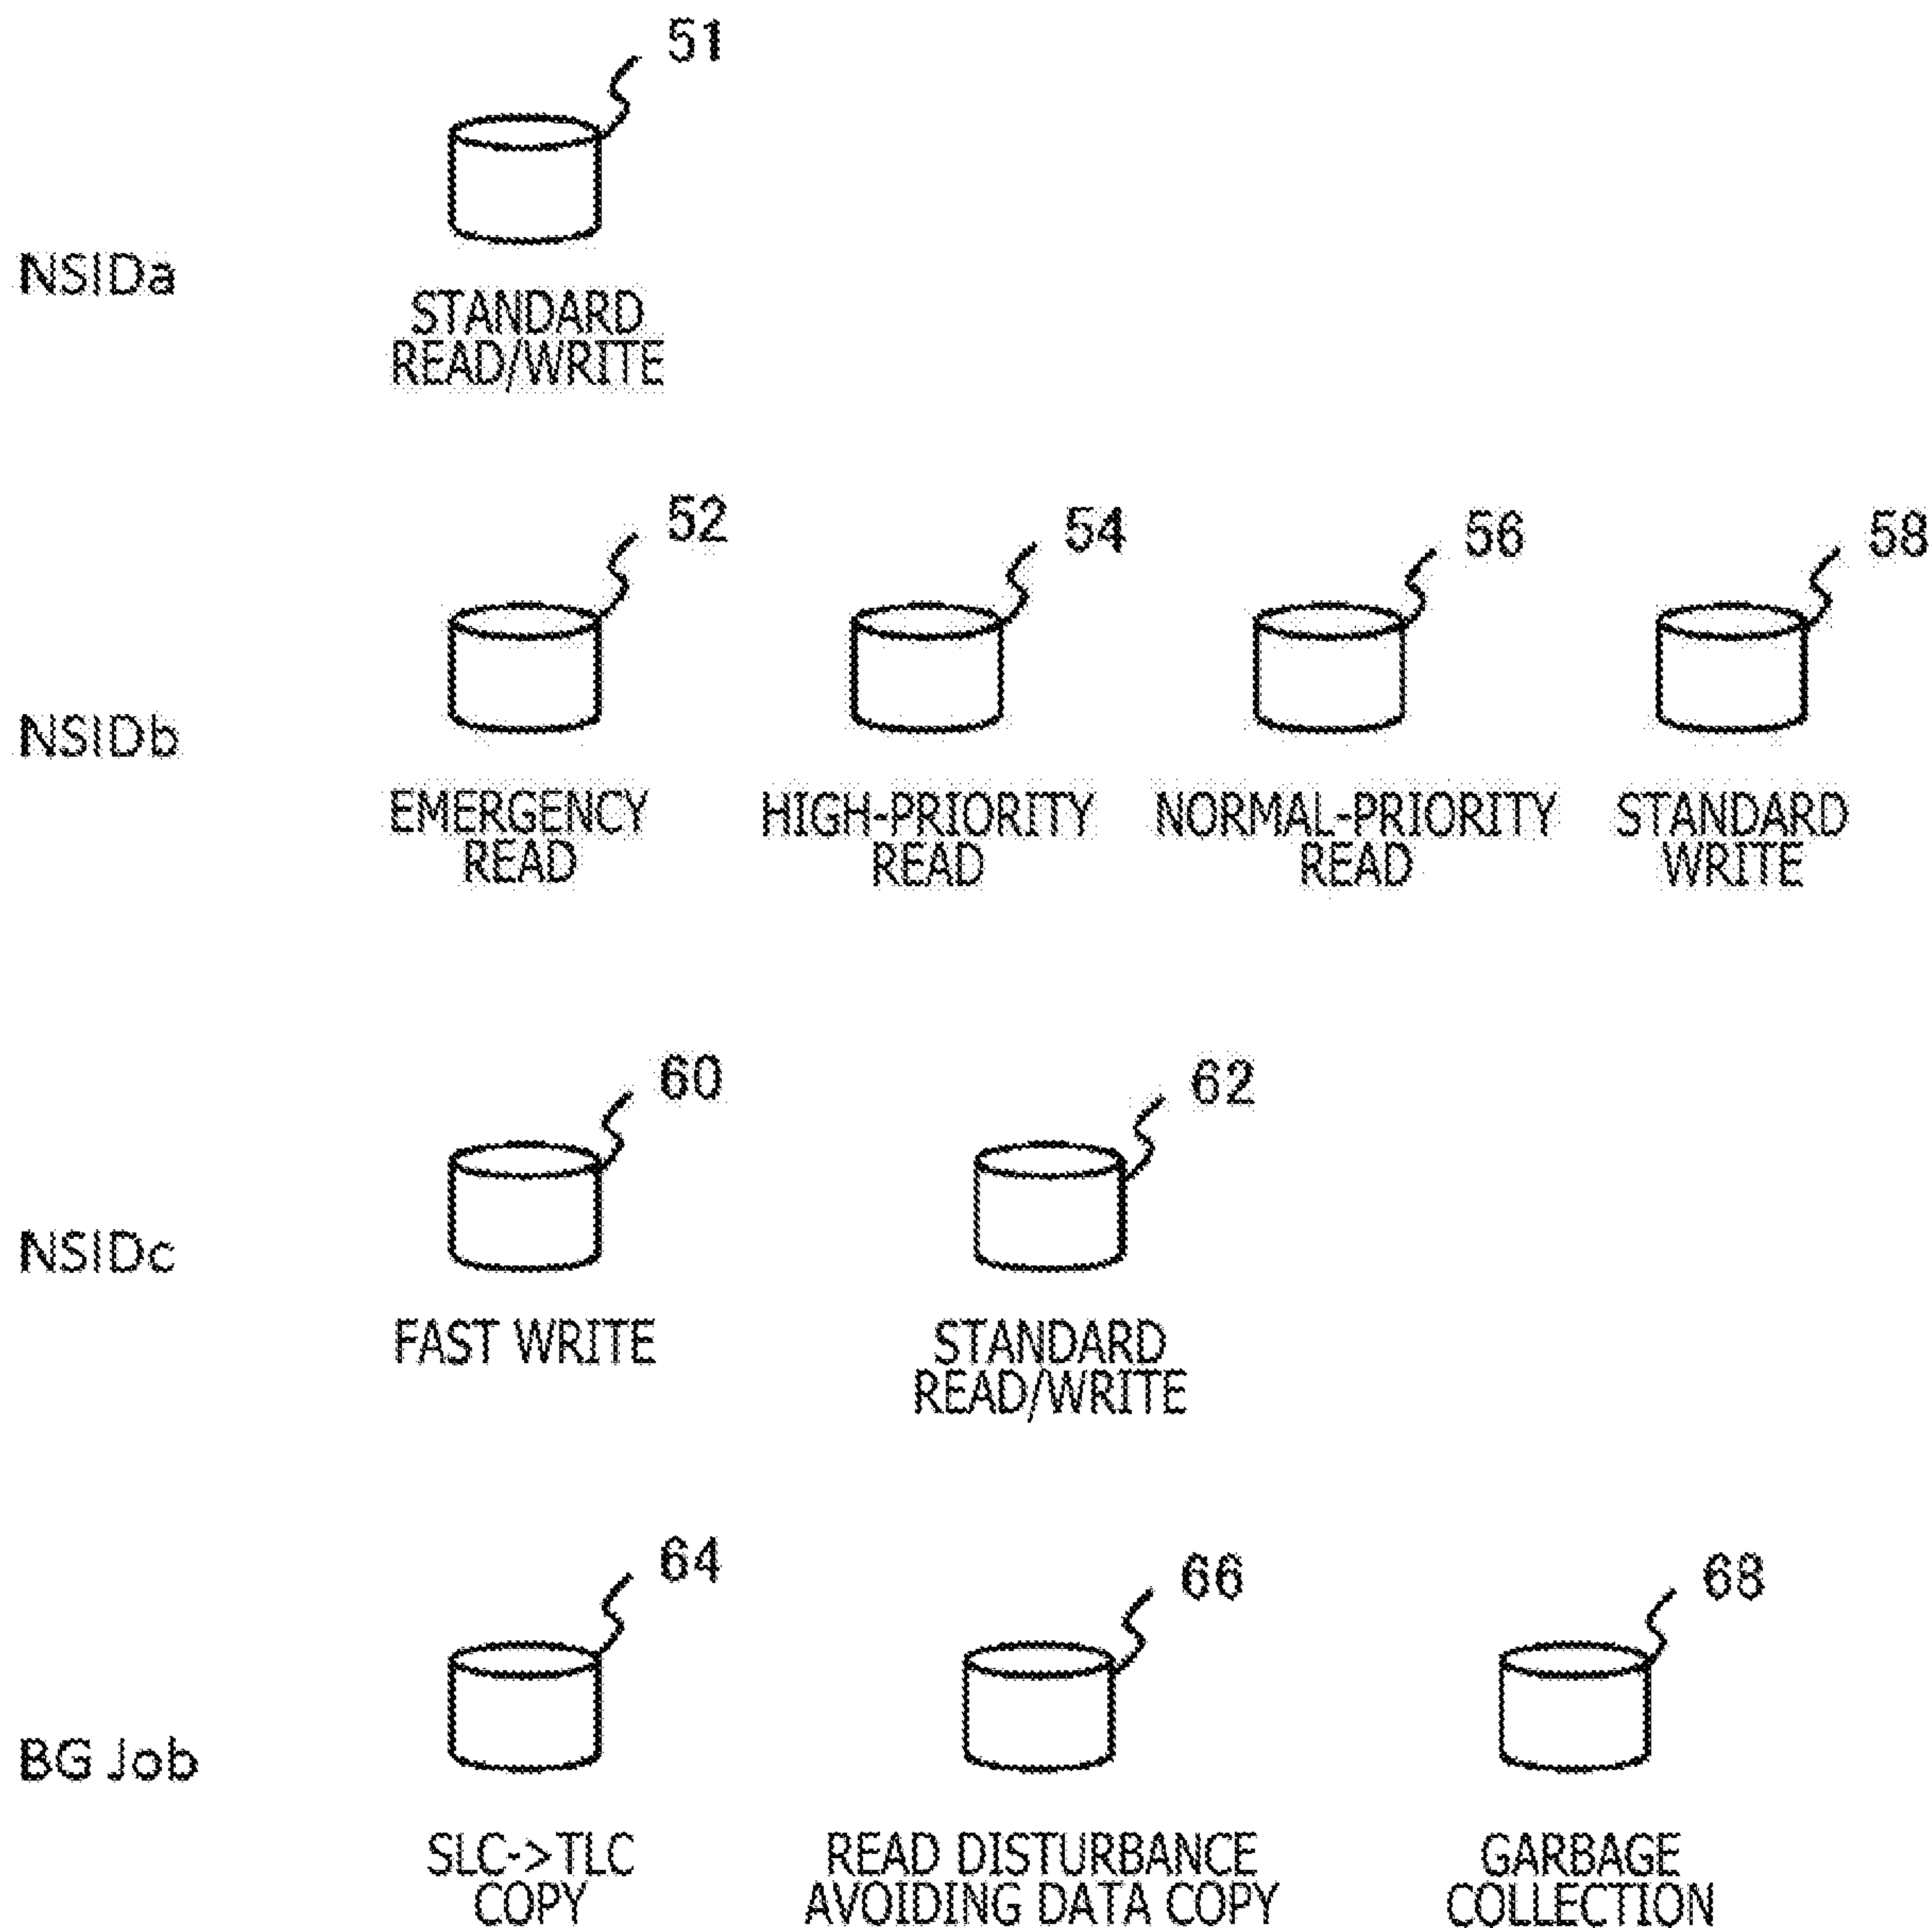 51
NSIDa
STANDARD
READ/WRITE
52 54 56 58
NSIDb
EMERGENCY HIGH-PRIORITY NORMAL-PRIORITY STANDARD
READ READ READ WRITE
60 62
NSIDc
FAST WRITE STANDARD
READ/WRITE
64 66 68
BG Job
SLC->TLC READ DISTURBANCE GARBAGE
COPY AVOIDING DATA COPY COLLECTION